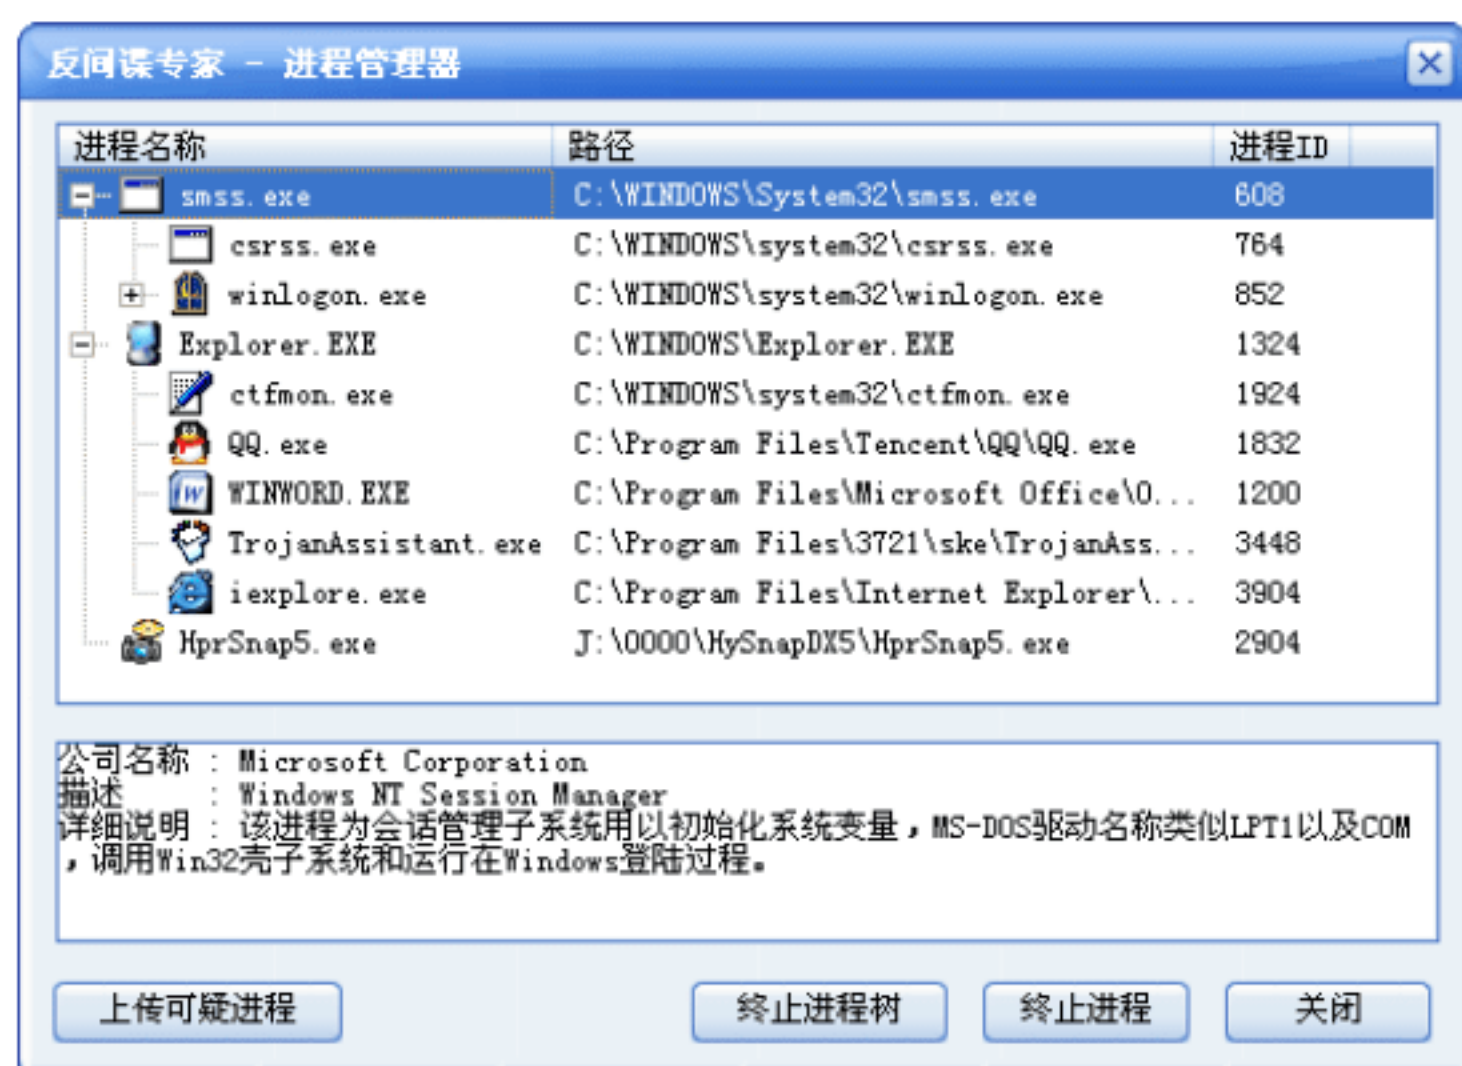 反间谍专家 - 进程管理器
进程名称 路径 进程ID
smss.exe C:\WINDOWS\System32\smss.exe 608
csrss.exe C:\WINDOWS\system32\csrss.exe 764
winlogon.exe C:\WINDOWS\system32\winlogon.exe 852
Explorer.EXE C:\WINDOWS\Explorer.EXE 1324
ctfmon.exe C:\WINDOWS\system32\ctfmon.exe 1924
QQ.exe C:\Program Files\Tencent\QQ\QQ.exe 1832
WINWORD.EXE C:\Program Files\Microsoft Office\O... 1200
TrojanAssistant.exe C:\Program Files\3721\ske\TrojanAss... 3448
iexplore.exe C:\Program Files\Internet Explorer\... 3904
HprSnap5.exe J:\0000\HySnapDX5\HprSnap5.exe 2904
公司名称 : Microsoft Corporation
描述 : Windows NT Session Manager
详细说明 : 该进程为会话管理子系统用以初始化系统变量，MS-DOS驱动名称类似LPT1以及COM
，调用Win32壳子系统和运行在Windows登陆过程。
上传可疑进程 终止进程树 终止进程 关闭